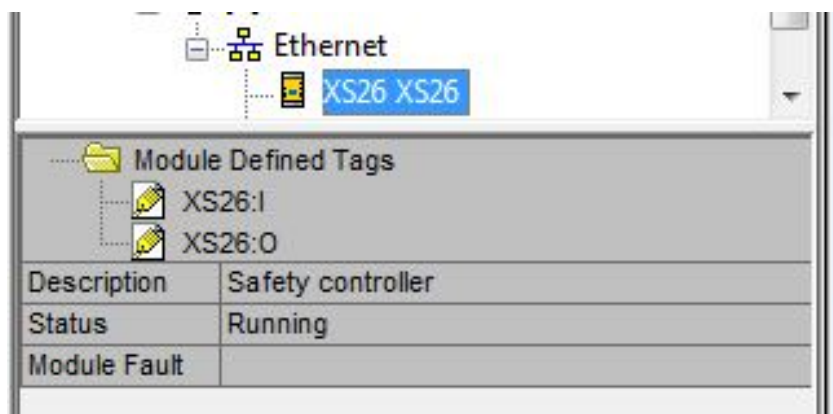 Ethernet
XS26 XS26
Module Defined Tags
XS26:I
XS26:O
Description Safety controller
Status Running
Module Fault